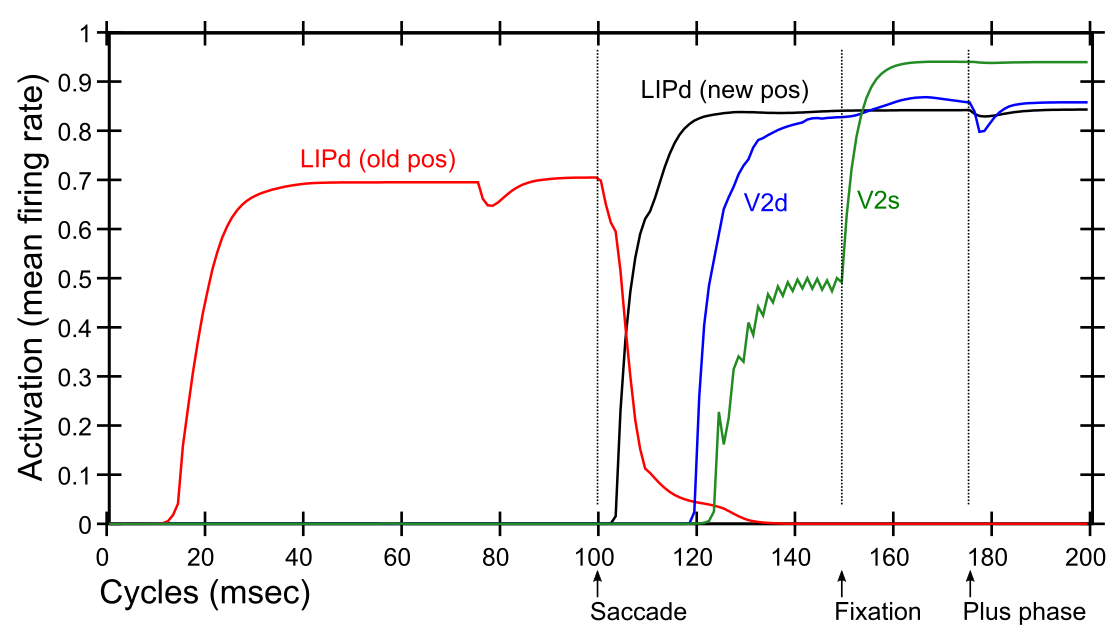 Activation (mean firing rate)
1
0.9
0.8
0.7
0.6
0.5
0.4
0.3
0.2
0.1
0
LIPd (old pos)
LIPd (new pos)
V2d
V2s
0 20 40 60 80 100 120 140 160 180 200
Cycles (msec)
Saccade Fixation Plus phase